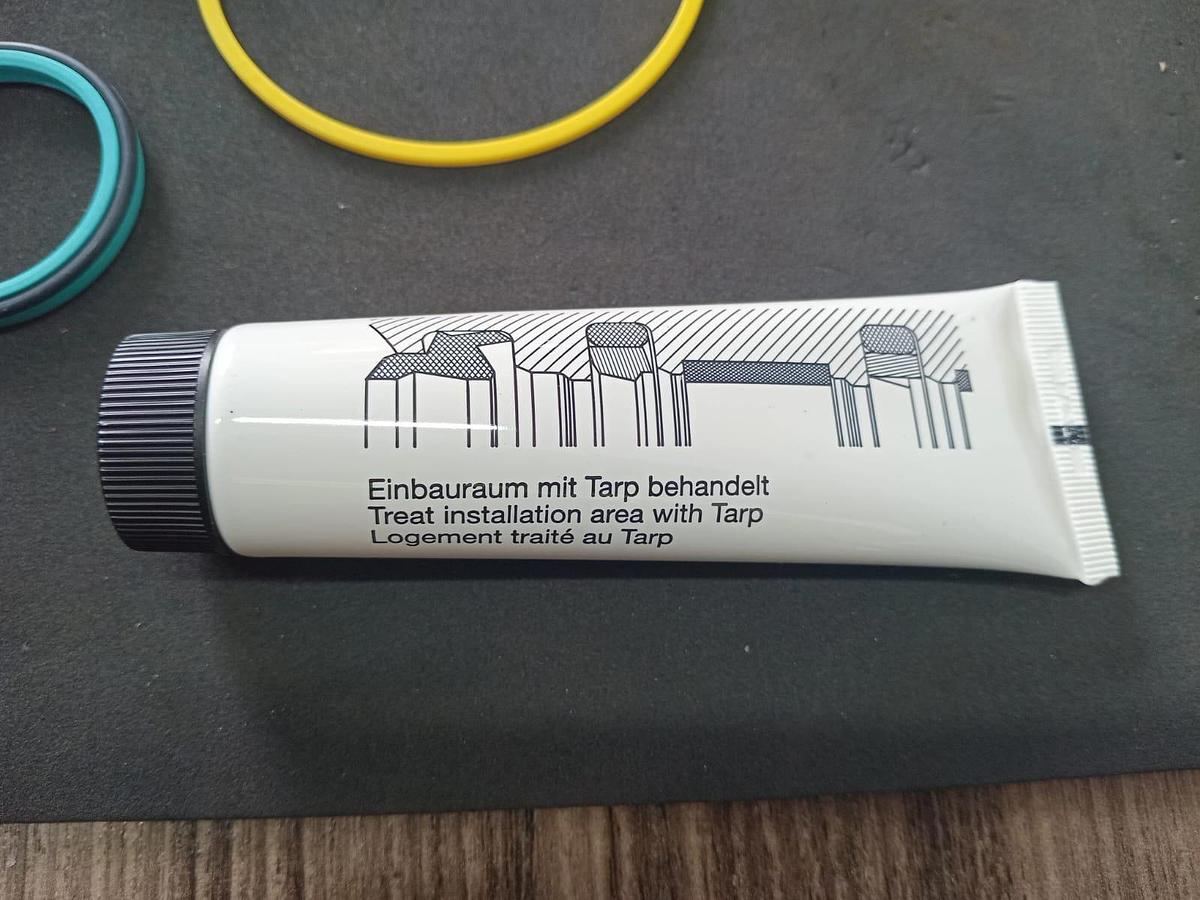 Einbauraum mit Tarp behandelt
Treat installation area with Tarp
Logement traité au Tarp